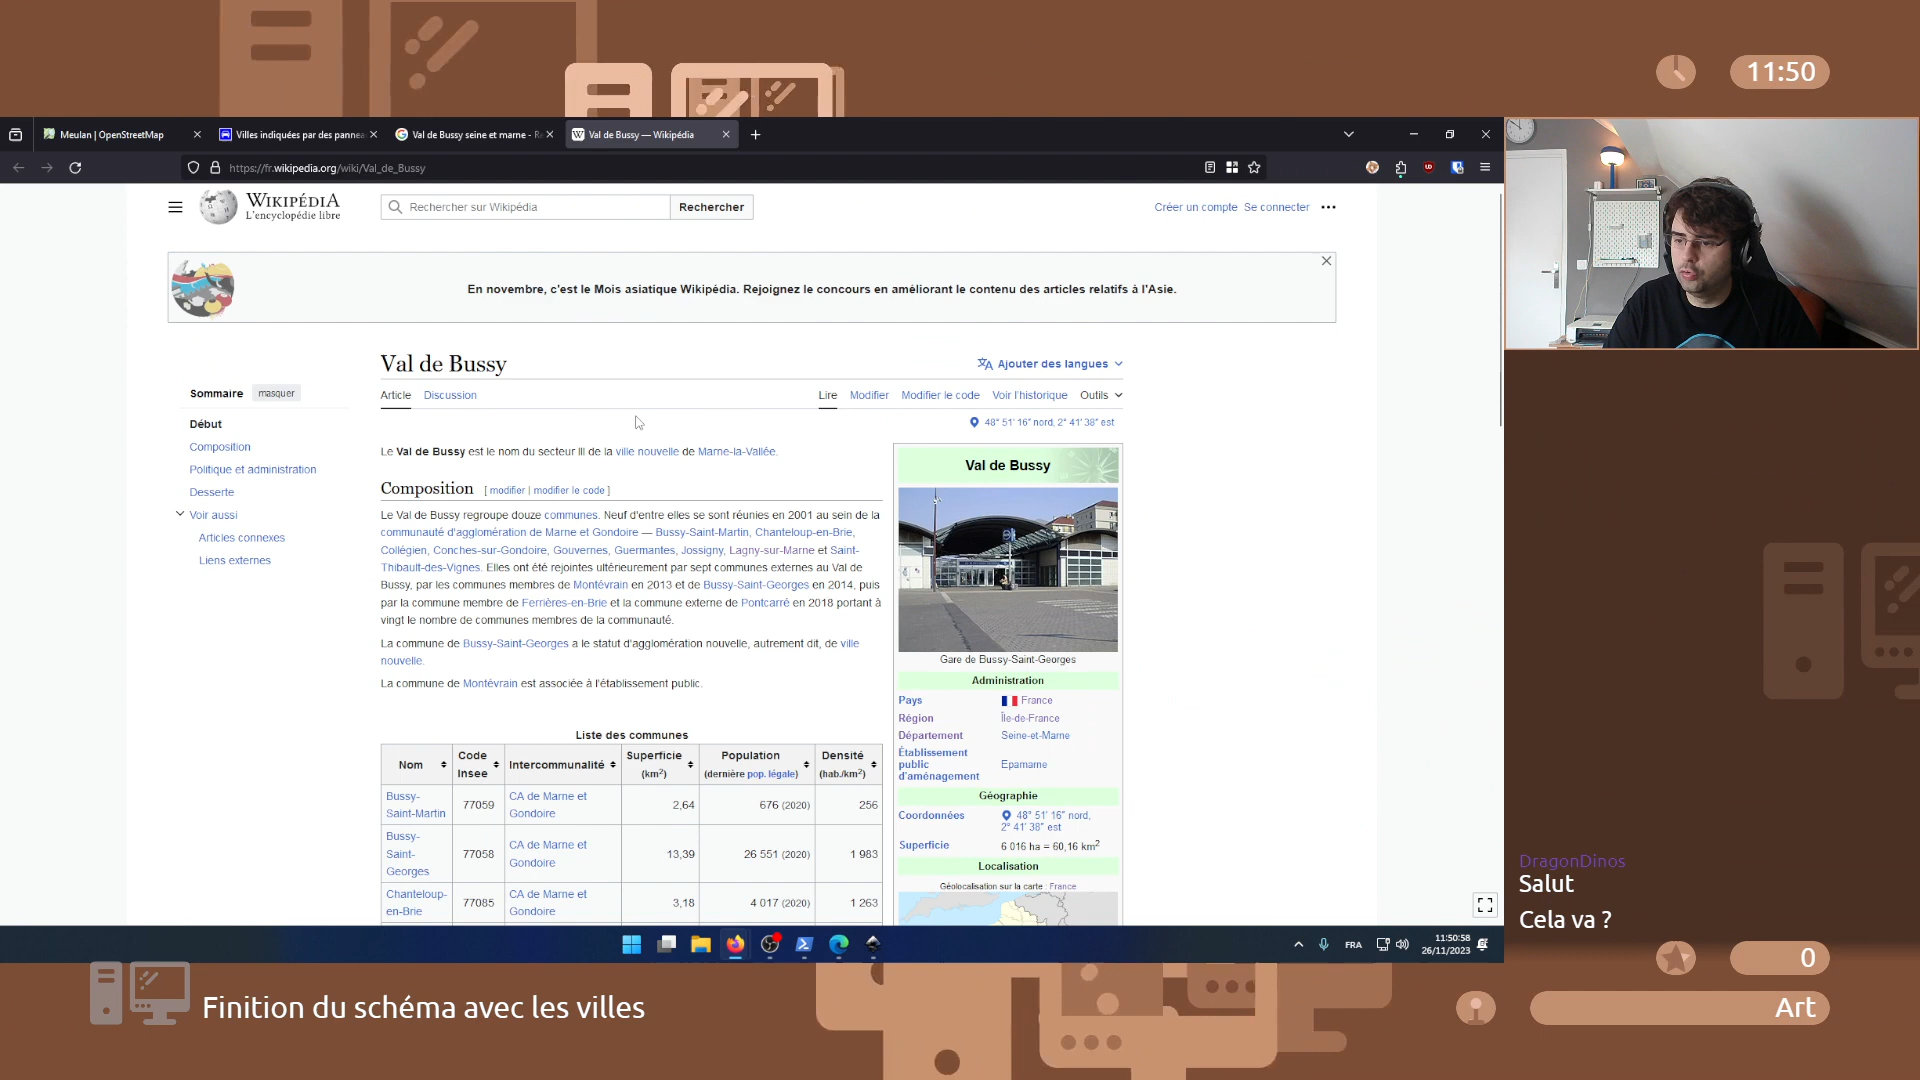 11:50
Meulan | OpenStreetMap
Villes indiquées par des pannea
Val de Bussy seine et marne - Re
Val de Bussy — Wikipédia
https://fr.wikipedia.org/wiki/Val_de_Bussy
WIKIPÉDIA
L'encyclopédie libre
Rechercher sur Wikipédia
Rechercher
Créer un compte
Se connecter
En novembre, c'est le Mois asiatique Wikipédia. Rejoignez le concours en améliorant le contenu des articles relatifs à l'Asie.
Val de Bussy
Ajouter des langues
Sommaire
masquer
Article
Discussion
Lire
Modifier
Modifier le code
Voir l'historique
Outils
Début
Composition
Politique et administration
Desserte
Voir aussi
Articles connexes
Liens externes
48° 51′ 16″ nord, 2° 41′ 38″ est
Le Val de Bussy est le nom du secteur III de la ville nouvelle de Marne-la-Vallée.
Composition [ modifier | modifier le code ]
Le Val de Bussy regroupe douze communes. Neuf d'entre elles se sont réunies en 2001 au sein de la
communauté d'agglomération de Marne et Gondoire — Bussy-Saint-Martin, Chanteloup-en-Brie,
Collégien, Conches-sur-Gondoire, Gouvernes, Guermantes, Jossigny, Lagny-sur-Marne et Saint-
Thibault-des-Vignes. Elles ont été rejointes ultérieurement par sept communes externes au Val de
Bussy, par les communes membres de Montévrain en 2013 et de Bussy-Saint-Georges en 2014, puis
par la commune membre de Ferrières-en-Brie et la commune externe de Pontcarré en 2018 portant à
vingt le nombre de communes membres de la communauté.
La commune de Bussy-Saint-Georges a le statut d'agglomération nouvelle, autrement dit, de ville
nouvelle.
La commune de Montévrain est associée à l'établissement public.
Liste des communes
Nom
Code Insee
Intercommunalité
Superficie (km²)
Population (dernière pop. légale)
Densité (hab./km²)
Bussy-Saint-Martin 77059 CA de Marne et Gondoire 2,64 676 (2020) 256
Bussy-Saint-Georges 77058 CA de Marne et Gondoire 13,39 26 551 (2020) 1 983
Chanteloup-en-Brie 77085 CA de Marne et Gondoire 3,18 4 017 (2020) 1 263
Val de Bussy
Gare de Bussy-Saint-Georges
Administration
Pays France
Région Île-de-France
Département Seine-et-Marne
Établissement public d'aménagement Epamarne
Géographie
Coordonnées 48° 51′ 16″ nord, 2° 41′ 38″ est
Superficie 6 016 ha = 60,16 km²
Localisation
Géolocalisation sur la carte : France
FRA
11:50:58
26/11/2023
DragonDinos
Salut
Cela va ?
0
Finition du schéma avec les villes
Art